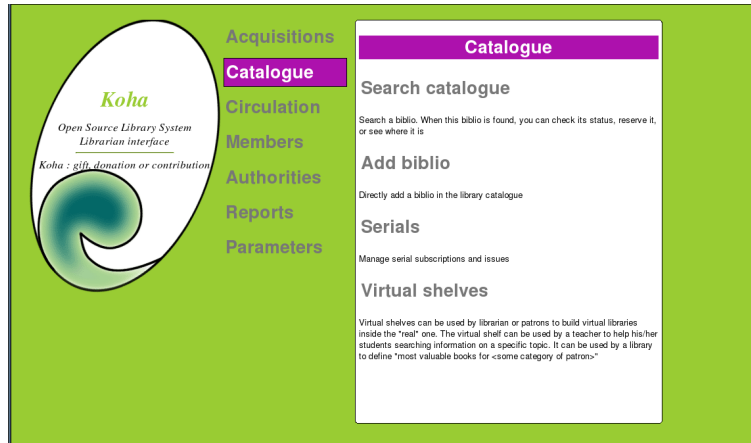 Koha
Open Source Library System
Librarian interface
Koha : gift, donation or contribution
Acquisitions
Catalogue
Circulation
Members
Authorities
Reports
Parameters
Catalogue
Search catalogue
Search a biblio. When this biblio is found, you can check its status, reserve it,
or see where it is
Add biblio
Directly add a biblio in the library catalogue
Serials
Manage serial subscriptions and issues
Virtual shelves
Virtual shelves can be used by librarian or patrons to build virtual libraries
inside the "real" one. The virtual shelf can be used by a teacher to help his/her
students searching information on a specific topic. It can be used by a library
to define "most valuable books for <some category of patron>"